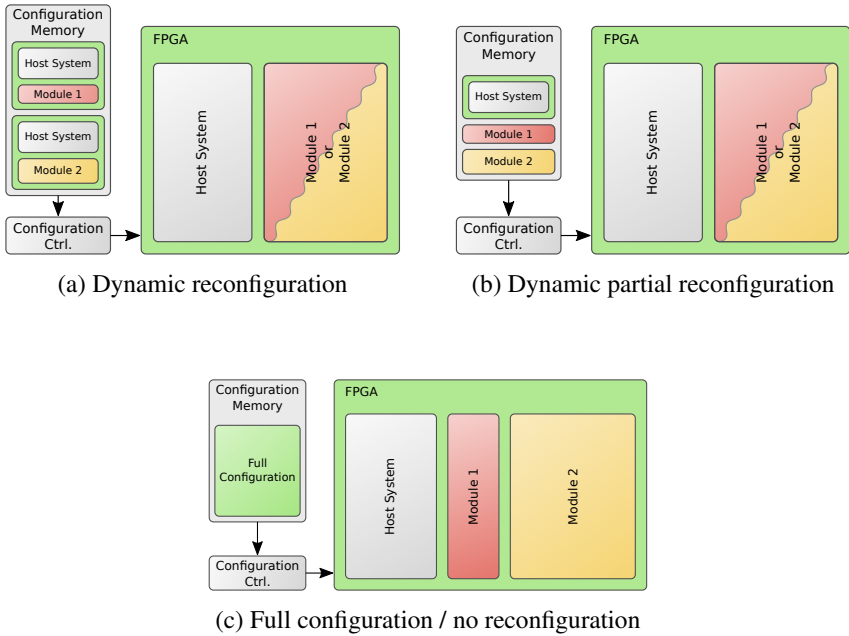 Configuration
Memory
Host System
Module 1
Host System
Module 2
Configuration
Ctrl.
FPGA
Host System
Module 1
or
Module 2
(a) Dynamic reconfiguration
Configuration
Memory
Host System
Module 1
Module 2
Configuration
Ctrl.
FPGA
Host System
Module 1
or
Module 2
(b) Dynamic partial reconfiguration
Configuration
Memory
Full
Configuration
Configuration
Ctrl.
FPGA
Host System
Module 1
Module 2
(c) Full configuration / no reconfiguration